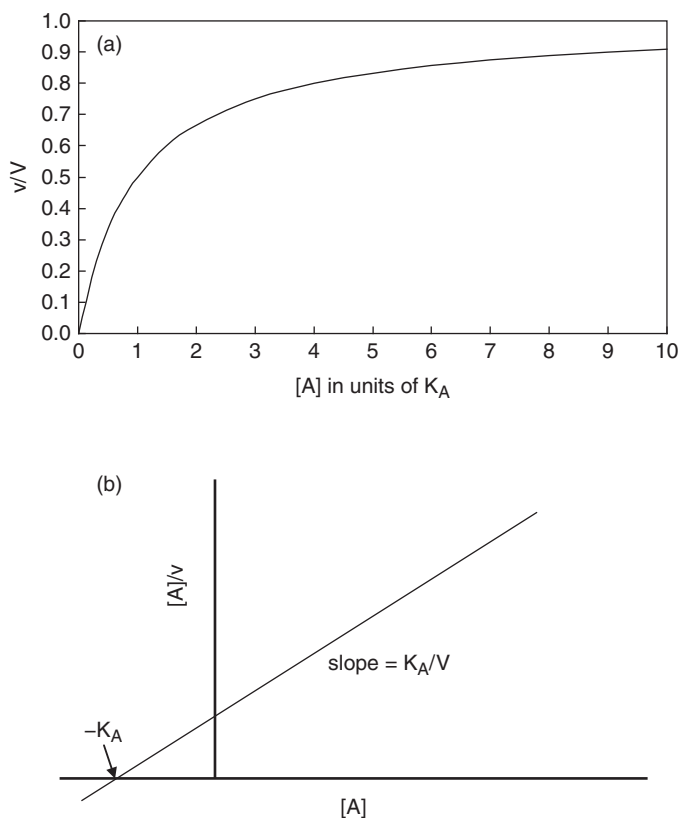 (a)
v/V
1.0
0.9
0.8
0.7
0.6
0.5
0.4
0.3
0.2
0.1
0.0
0 1 2 3 4 5 6 7 8 9 10
[A] in units of K_A
(b)
[A]/v
slope = K_A/V
–K_A
[A]